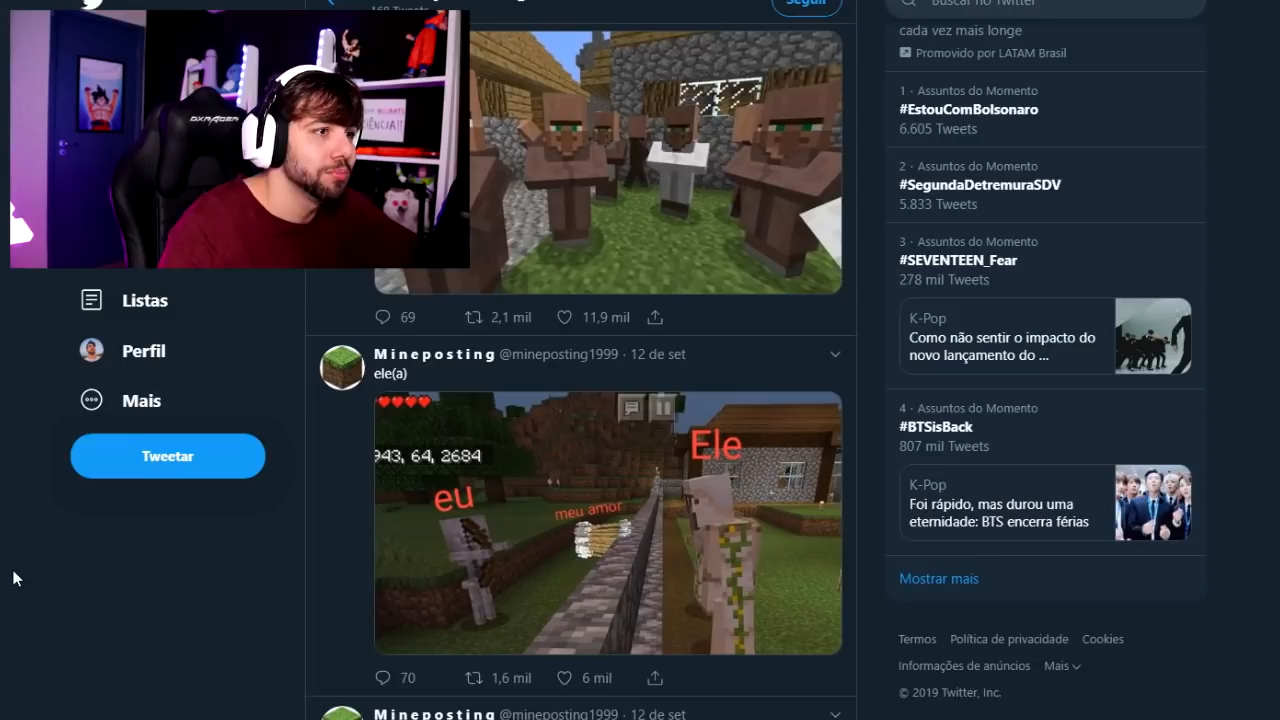 168 Tweets
Seguir
Buscar no Twitter
DXRACER
Listas
Perfil
Mais
Tweetar
69
2,1 mil
11,9 mil
Mineposting @mineposting1999 · 12 de set
ele(a)
943, 64, 2684
eu
meu amor
Ele
70
1,6 mil
6 mil
Mineposting @mineposting1999 · 12 de set
cada vez mais longe
Promovido por LATAM Brasil
1 · Assuntos do Momento
#EstouComBolsonaro
6.605 Tweets
2 · Assuntos do Momento
#SegundaDetremuraSDV
5.833 Tweets
3 · Assuntos do Momento
#SEVENTEEN_Fear
278 mil Tweets
K-Pop
Como não sentir o impacto do
novo lançamento do ...
4 · Assuntos do Momento
#BTSisBack
807 mil Tweets
K-Pop
Foi rápido, mas durou uma
eternidade: BTS encerra férias
Mostrar mais
Termos Política de privacidade Cookies
Informações de anúncios Mais
© 2019 Twitter, Inc.